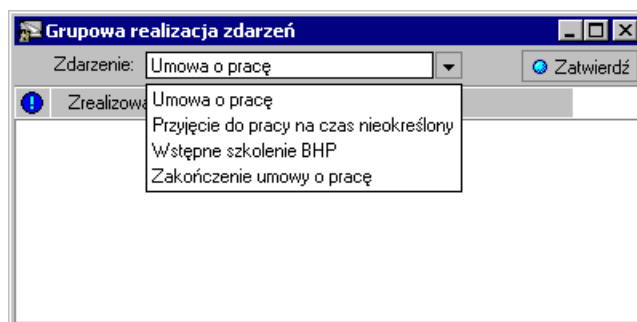 Grupowa realizacja zdarzeń
Zdarzenie: Umowa o pracę
Zatwierdź
Umowa o pracę
Przyjęcie do pracy na czas nieokreślony
Wstępne szkolenie BHP
Zakończenie umowy o pracę